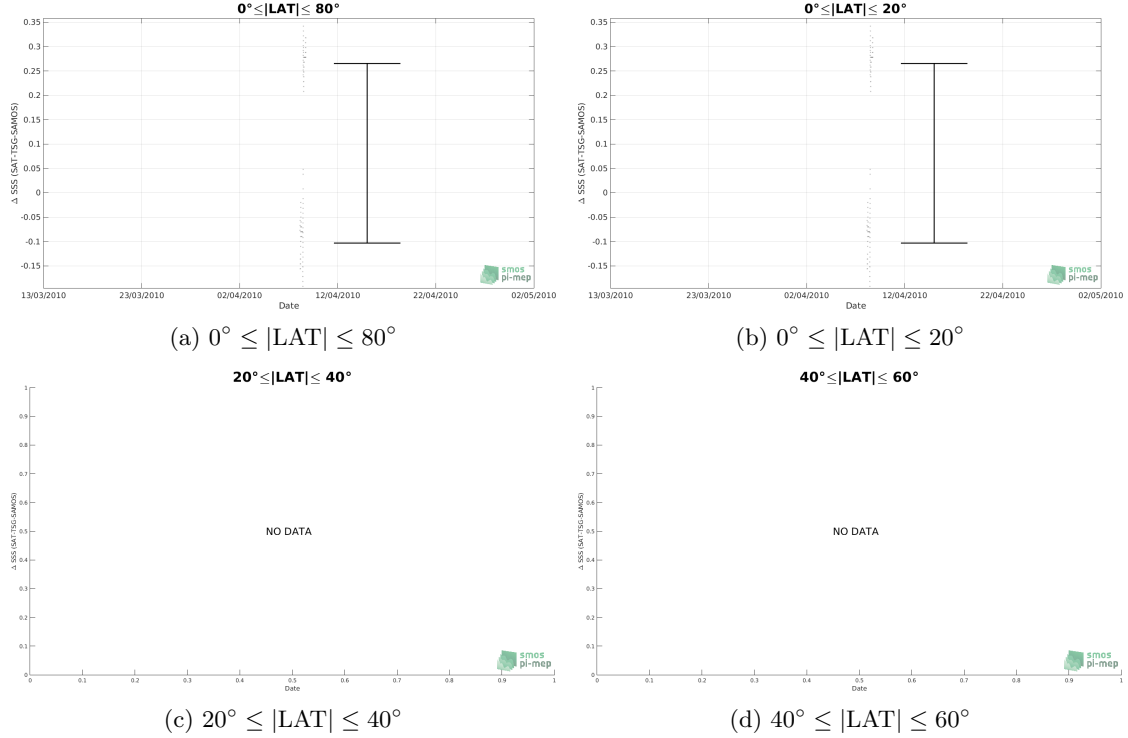 0°≤|LAT|≤ 80°
0.35
0.3
0.25
0.2
0.15
0.1
0.05
0
-0.05
-0.1
-0.15
Δ SSS (SAT-TSG-SAMOS)
13/03/2010 23/03/2010 02/04/2010 12/04/2010 22/04/2010 02/05/2010
Date
smos
pi-mep
(a) 0° ≤ |LAT| ≤ 80°
0°≤|LAT|≤ 20°
0.35
0.3
0.25
0.2
0.15
0.1
0.05
0
-0.05
-0.1
-0.15
Δ SSS (SAT-TSG-SAMOS)
13/03/2010 23/03/2010 02/04/2010 12/04/2010 22/04/2010 02/05/2010
Date
smos
pi-mep
(b) 0° ≤ |LAT| ≤ 20°
20°≤|LAT|≤ 40°
1
0.9
0.8
0.7
0.6
0.5
0.4
0.3
0.2
0.1
0
Δ SSS (SAT-TSG-SAMOS)
NO DATA
0 0.1 0.2 0.3 0.4 0.5 0.6 0.7 0.8 0.9 1
Date
smos
pi-mep
(c) 20° ≤ |LAT| ≤ 40°
40°≤|LAT|≤ 60°
1
0.9
0.8
0.7
0.6
0.5
0.4
0.3
0.2
0.1
0
Δ SSS (SAT-TSG-SAMOS)
NO DATA
0 0.1 0.2 0.3 0.4 0.5 0.6 0.7 0.8 0.9 1
Date
smos
pi-mep
(d) 40° ≤ |LAT| ≤ 60°